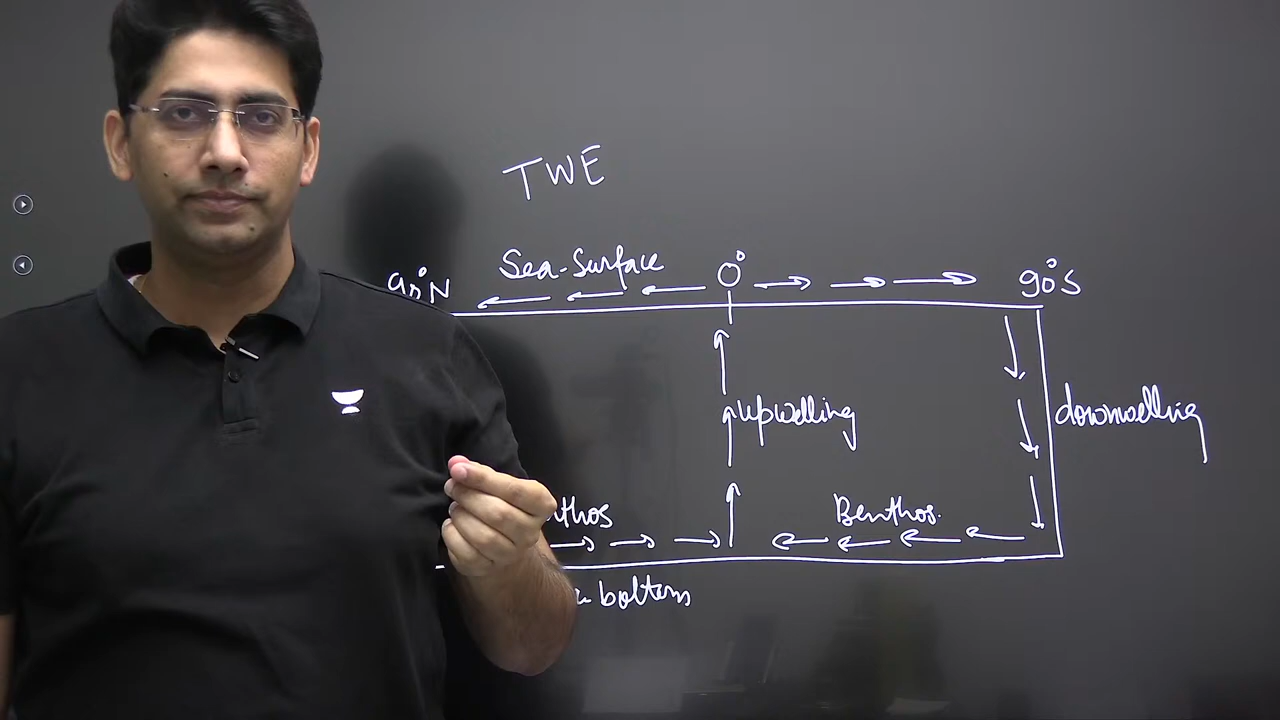 TWE
Sea-Surface 0°
90°N 90°S
upwelling downwelling
Benthos
bottom